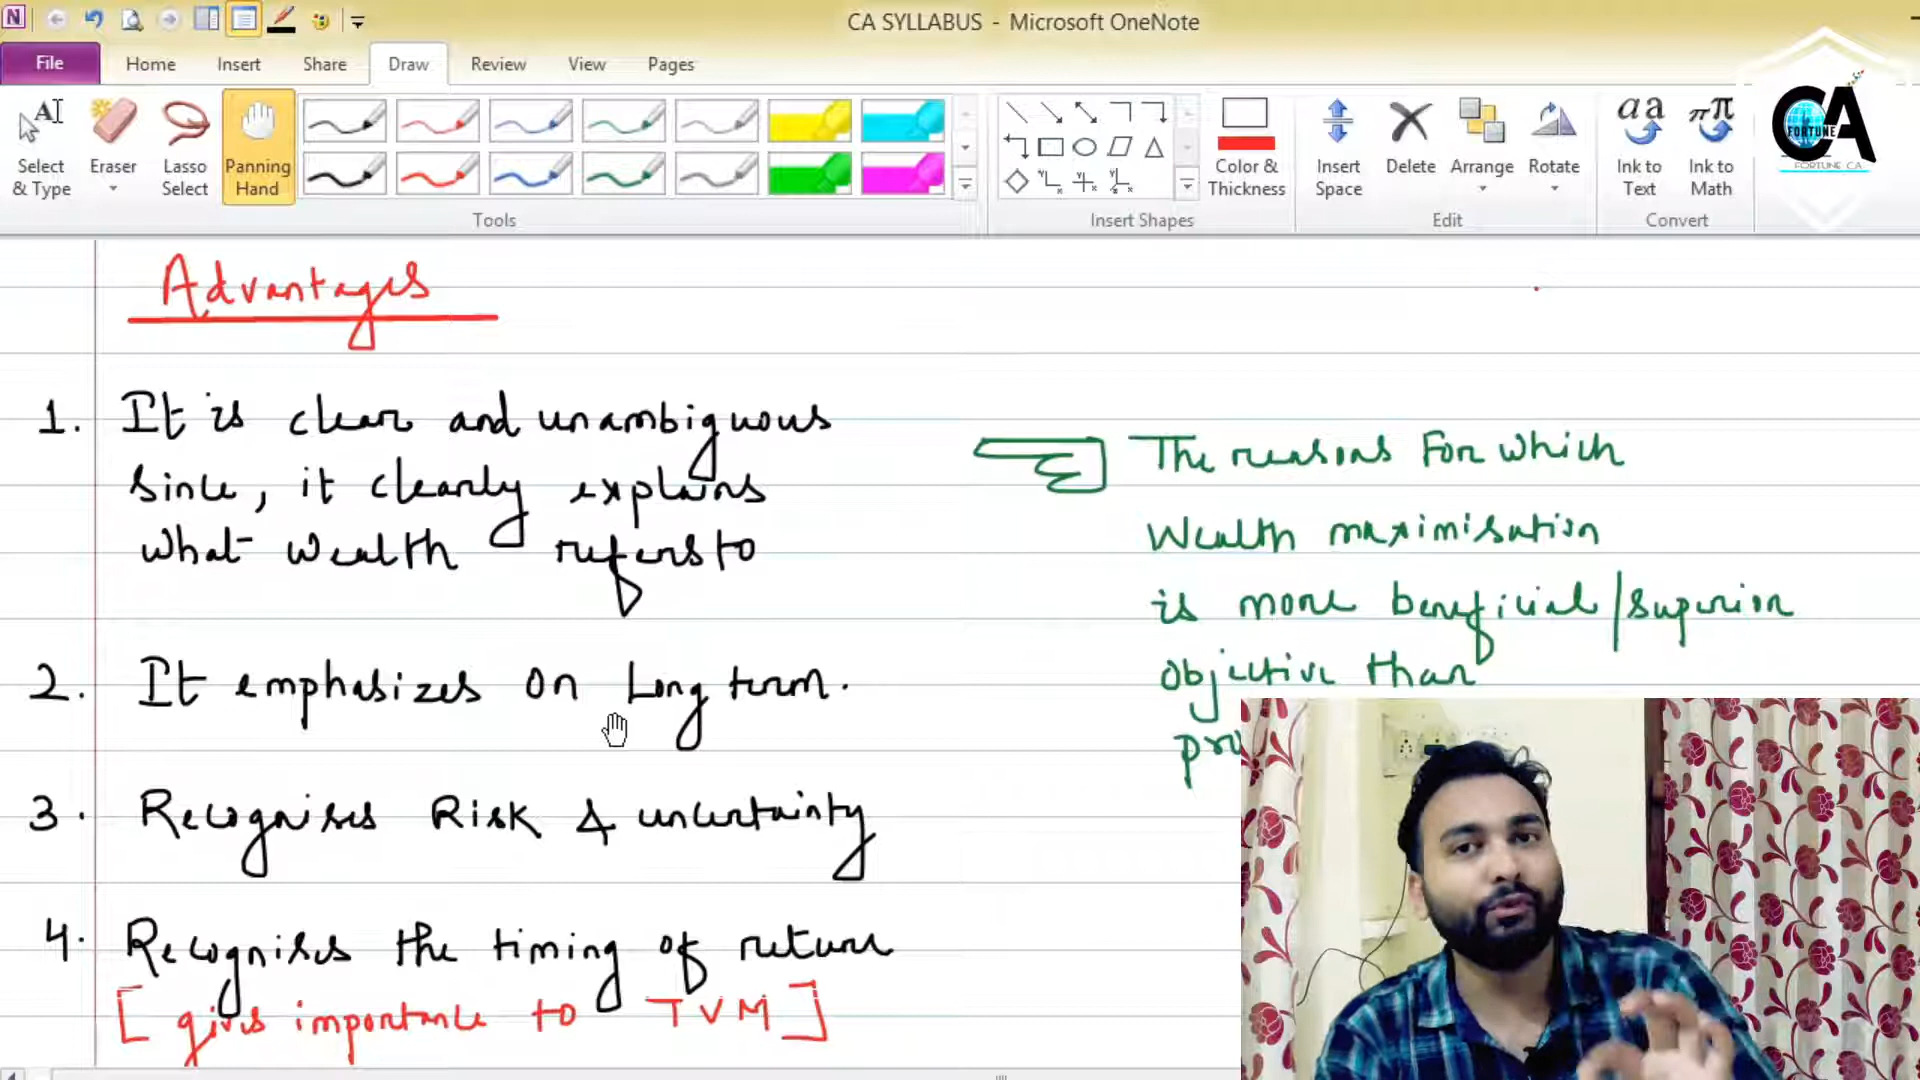 CA SYLLABUS - Microsoft OneNote
File Home Insert Share Draw Review View Pages
Select & Type
Eraser
Lasso Select
Panning Hand
Color & Thickness
Insert Space
Delete
Arrange
Rotate
Ink to Text
Ink to Math
Tools
Insert Shapes
Edit
Convert
CA
FORTUNE
FORTUNE CA
Advantages
1. It is clear and unambiguous
since, it clearly explains
what wealth refers to
2. It emphasizes on Long term.
3. Recognises Risk & uncertainty
4. Recognises the timing of return
[gives importance to TVM]
The reasons For which
Wealth maximisation
is more beneficial/superior
objective than